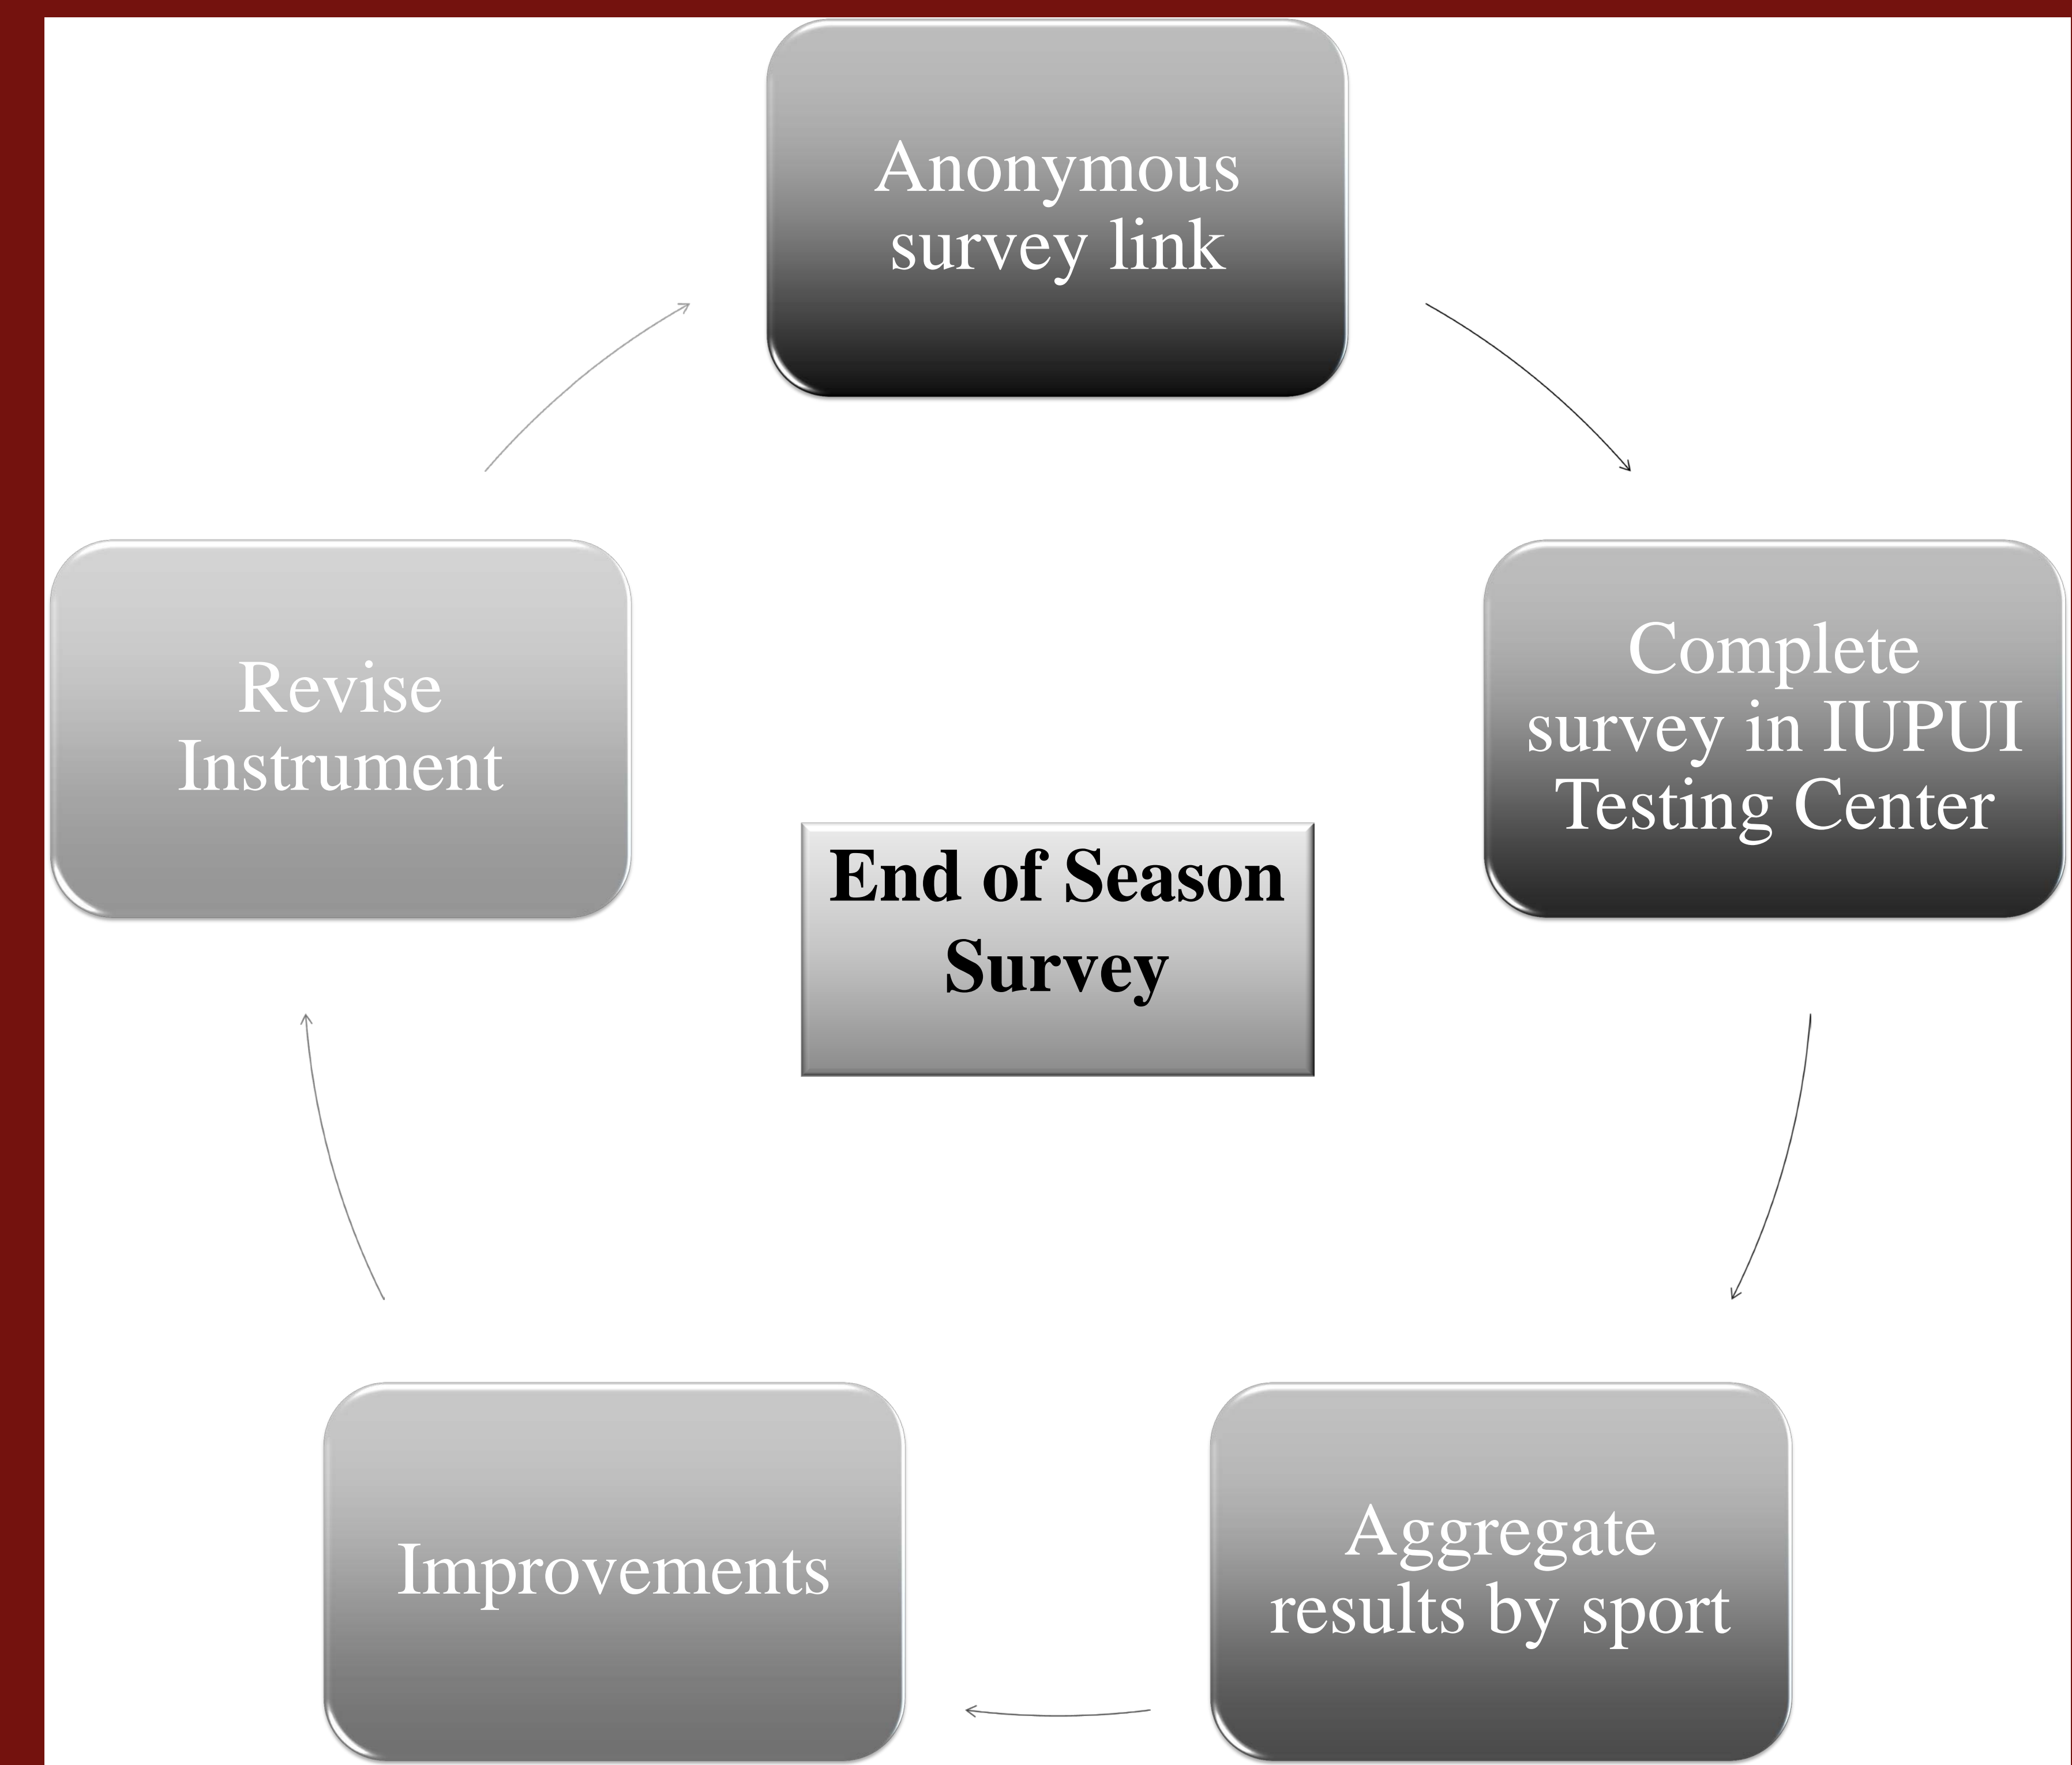 Anonymous
survey link
Complete
survey in IUPUI
Testing Center
Aggregate
results by sport
Improvements
Revise
Instrument
End of Season
Survey